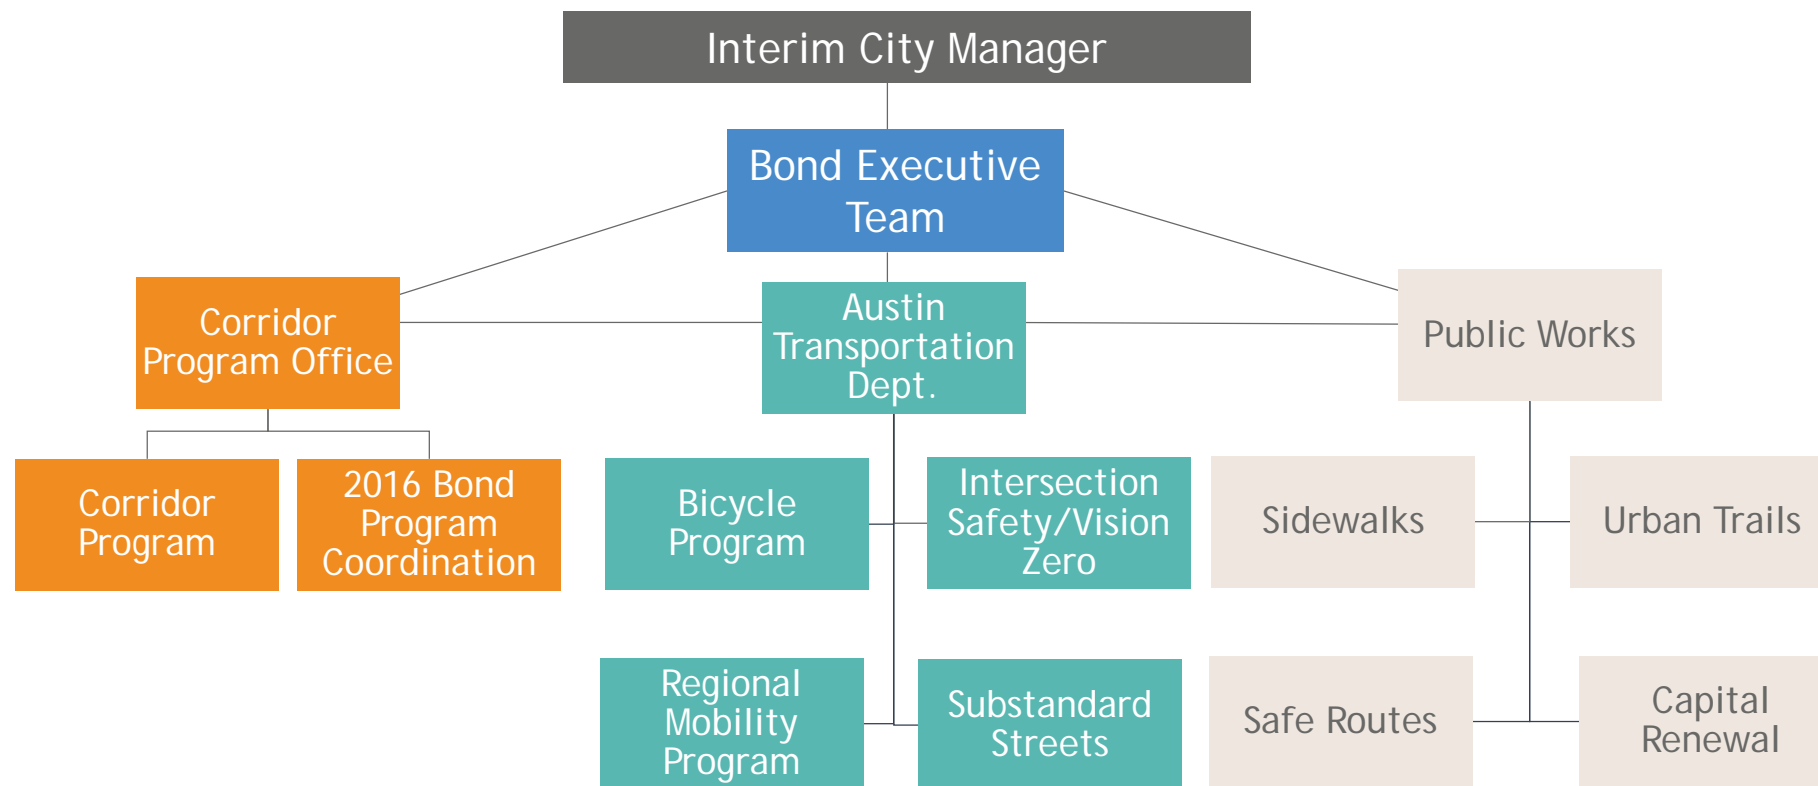 Interim City Manager
Bond Executive
Team
Corridor
Program Office
Austin
Transportation
Dept.
Public Works
Corridor
Program
2016 Bond
Program
Coordination
Bicycle
Program
Intersection
Safety/Vision
Zero
Sidewalks
Urban Trails
Regional
Mobility
Program
Substandard
Streets
Safe Routes
Capital
Renewal